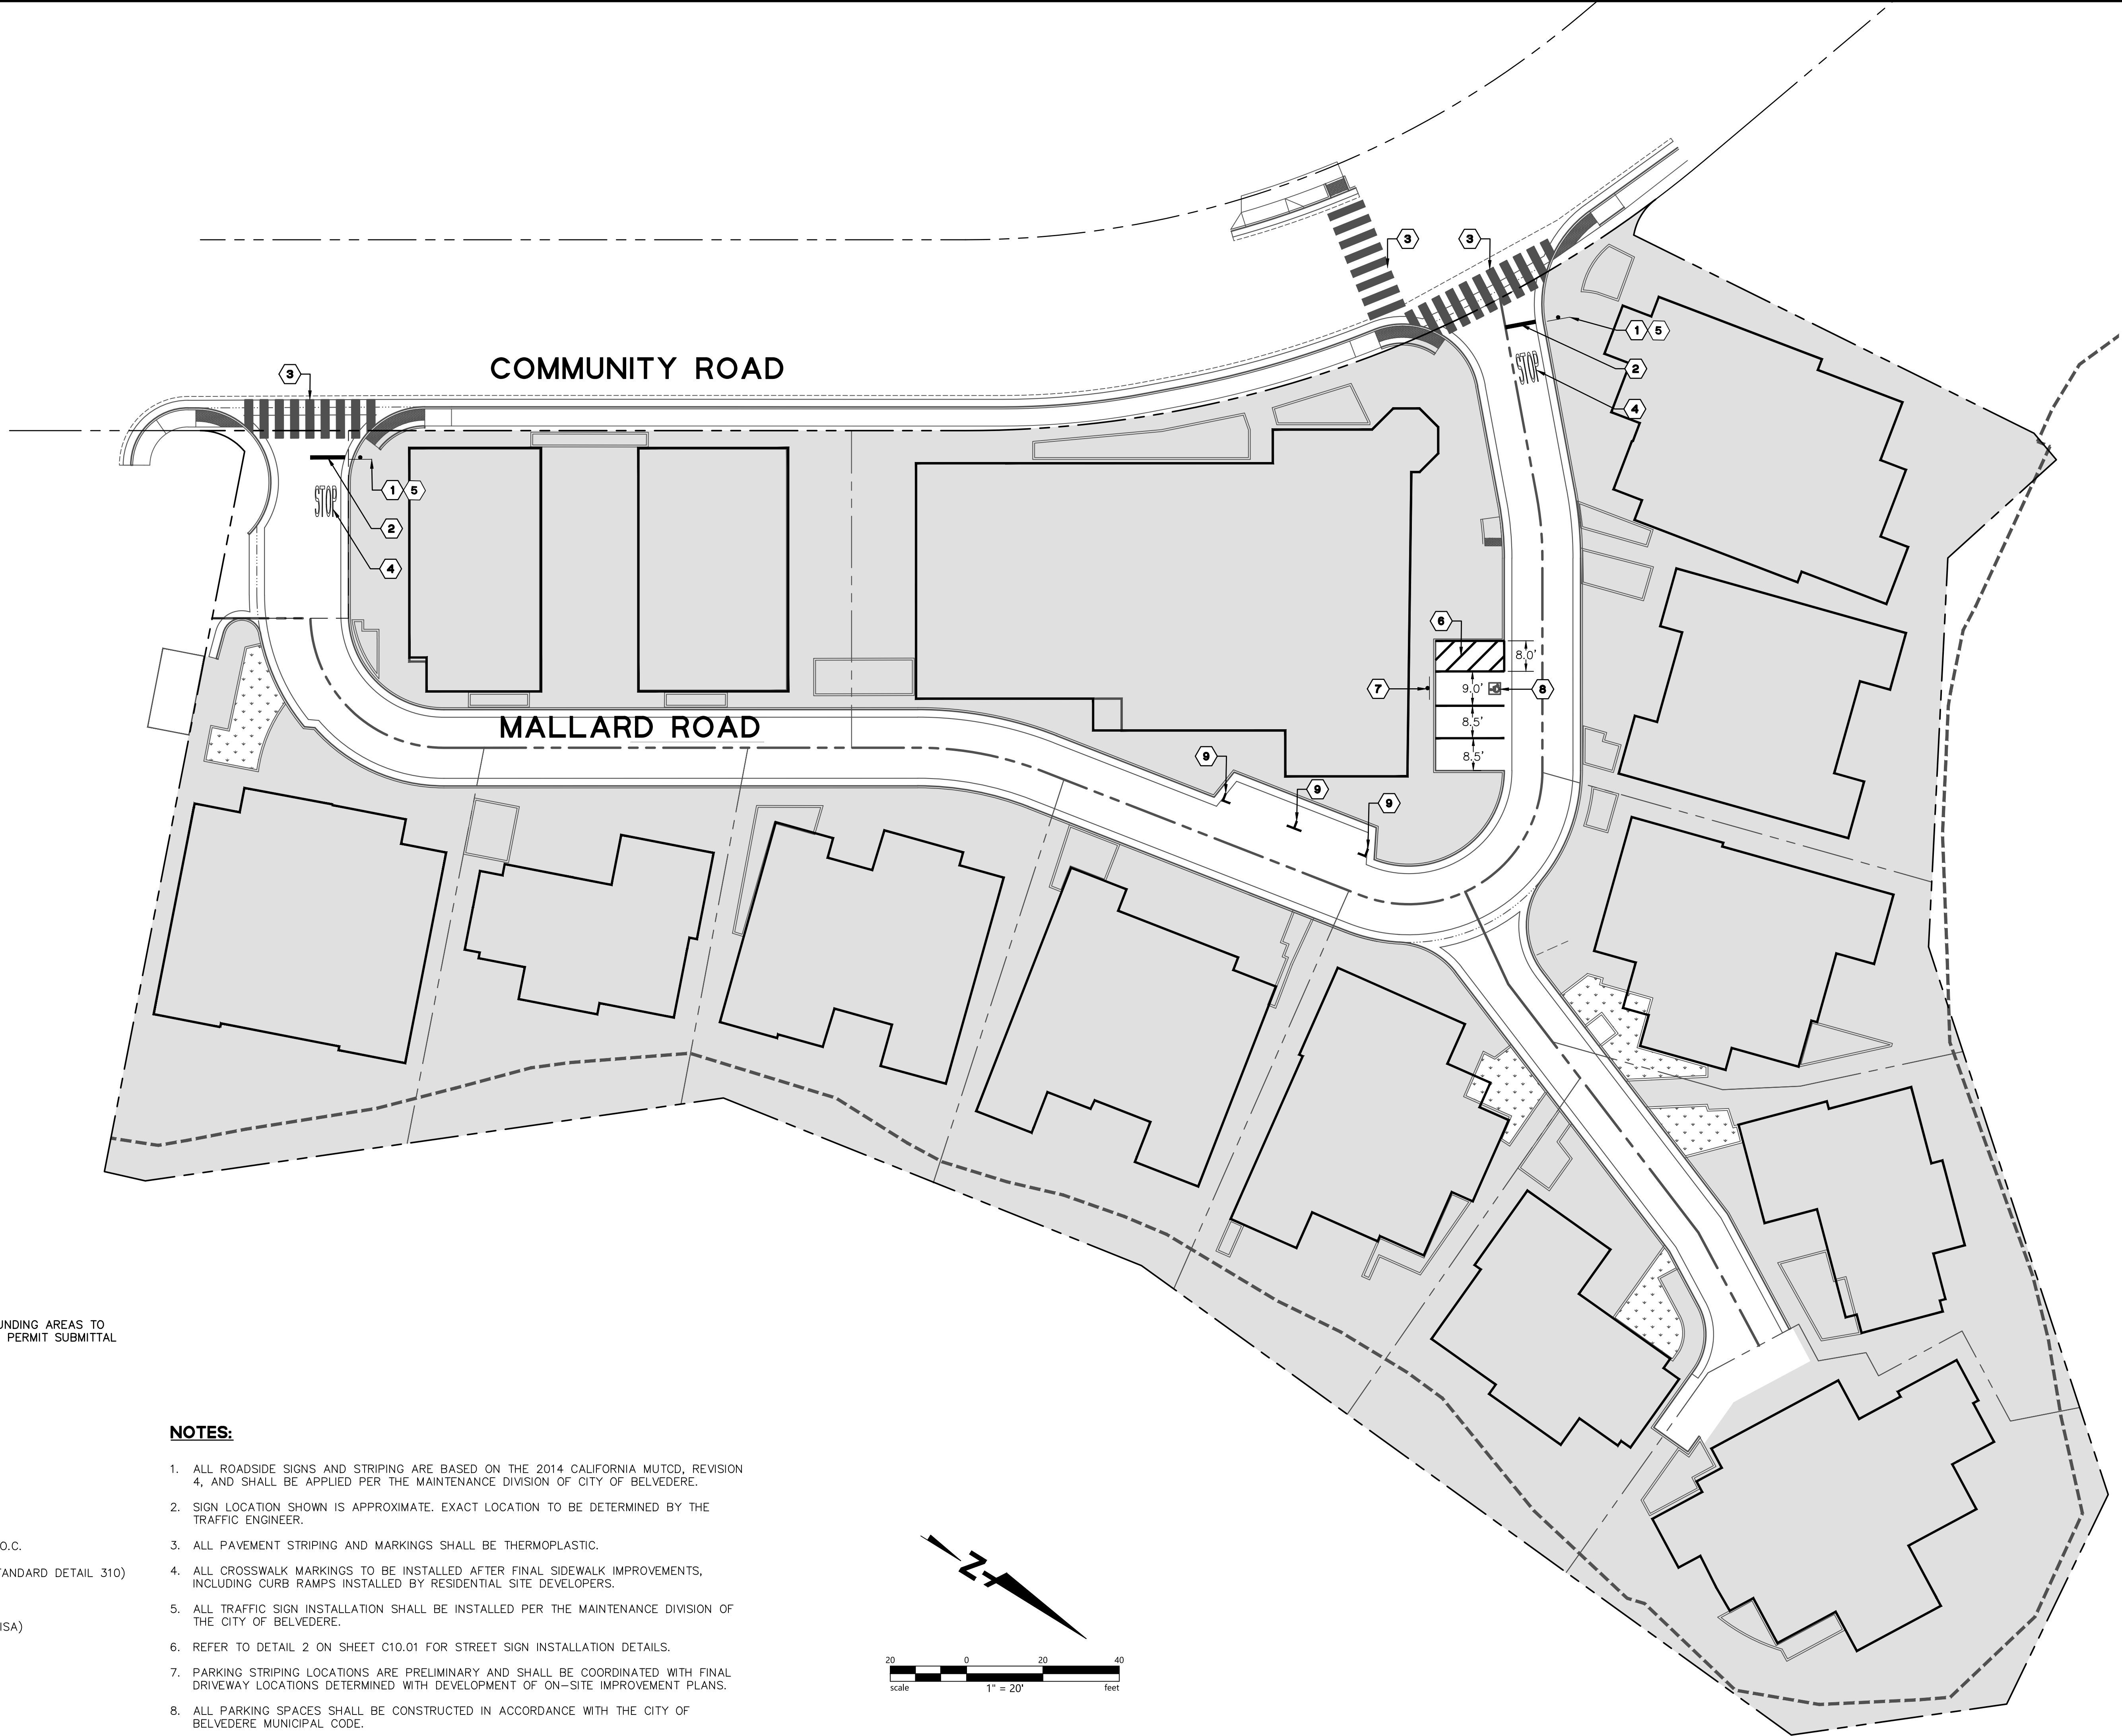 3
3
3
COMMUNITY ROAD
1
5
2
4
STOP
1
5
2
4
STOP
6
8.0'
7
9.0'
8
8.5'
8.5'
MALLARD ROAD
9
9
9
UNDING AREAS TO
PERMIT SUBMITTAL
O.C.
TANDARD DETAIL 310)
ISA)
NOTES:
1. ALL ROADSIDE SIGNS AND STRIPING ARE BASED ON THE 2014 CALIFORNIA MUTCD, REVISION
4, AND SHALL BE APPLIED PER THE MAINTENANCE DIVISION OF CITY OF BELVEDERE.
2. SIGN LOCATION SHOWN IS APPROXIMATE. EXACT LOCATION TO BE DETERMINED BY THE
TRAFFIC ENGINEER.
3. ALL PAVEMENT STRIPING AND MARKINGS SHALL BE THERMOPLASTIC.
4. ALL CROSSWALK MARKINGS TO BE INSTALLED AFTER FINAL SIDEWALK IMPROVEMENTS,
INCLUDING CURB RAMPS INSTALLED BY RESIDENTIAL SITE DEVELOPERS.
5. ALL TRAFFIC SIGN INSTALLATION SHALL BE INSTALLED PER THE MAINTENANCE DIVISION OF
THE CITY OF BELVEDERE.
6. REFER TO DETAIL 2 ON SHEET C10.01 FOR STREET SIGN INSTALLATION DETAILS.
7. PARKING STRIPING LOCATIONS ARE PRELIMINARY AND SHALL BE COORDINATED WITH FINAL
DRIVEWAY LOCATIONS DETERMINED WITH DEVELOPMENT OF ON-SITE IMPROVEMENT PLANS.
8. ALL PARKING SPACES SHALL BE CONSTRUCTED IN ACCORDANCE WITH THE CITY OF
BELVEDERE MUNICIPAL CODE.
Z
20 0 20 40
scale 1" = 20' feet